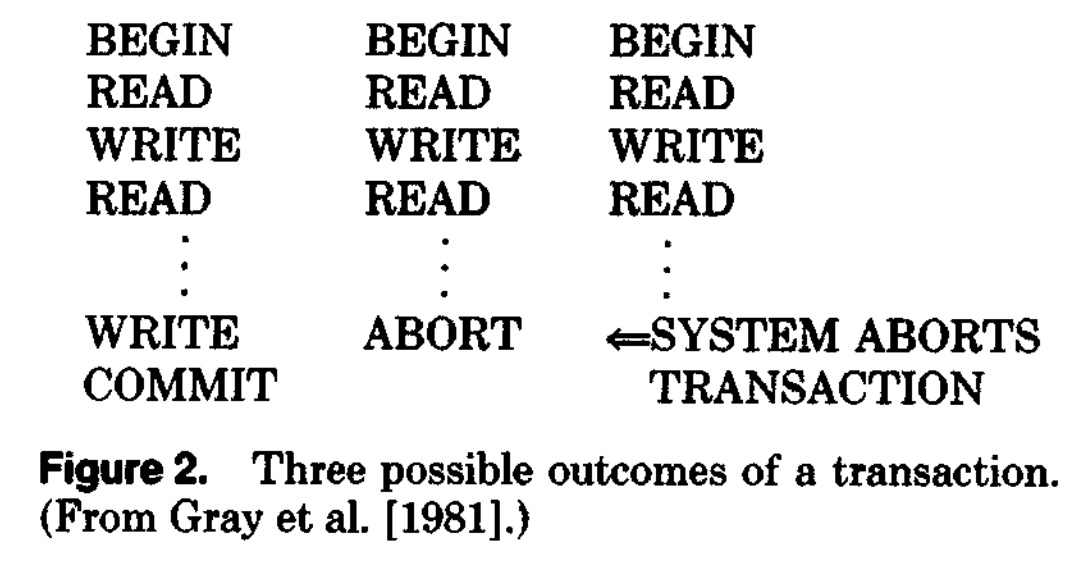 BEGIN BEGIN BEGIN
READ READ READ
WRITE WRITE WRITE
READ READ READ
. . .
. . .
. . .
WRITE ABORT ⇐SYSTEM ABORTS
COMMIT TRANSACTION
Figure 2. Three possible outcomes of a transaction.
(From Gray et al. [1981].)